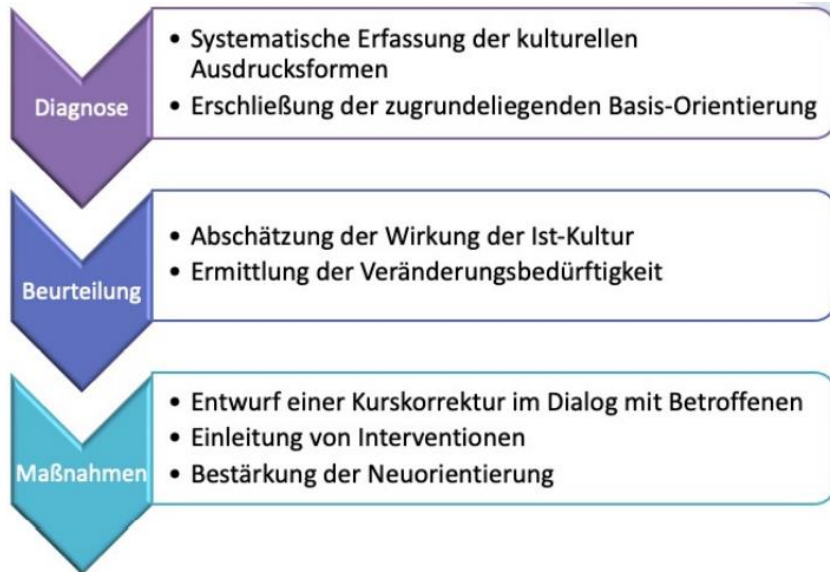 Diagnose
• Systematische Erfassung der kulturellen
Ausdrucksformen
• Erschließung der zugrundeliegenden Basis-Orientierung
Beurteilung
• Abschätzung der Wirkung der Ist-Kultur
• Ermittlung der Veränderungsbedürftigkeit
Maßnahmen
• Entwurf einer Kurskorrektur im Dialog mit Betroffenen
• Einleitung von Interventionen
• Bestärkung der Neuorientierung